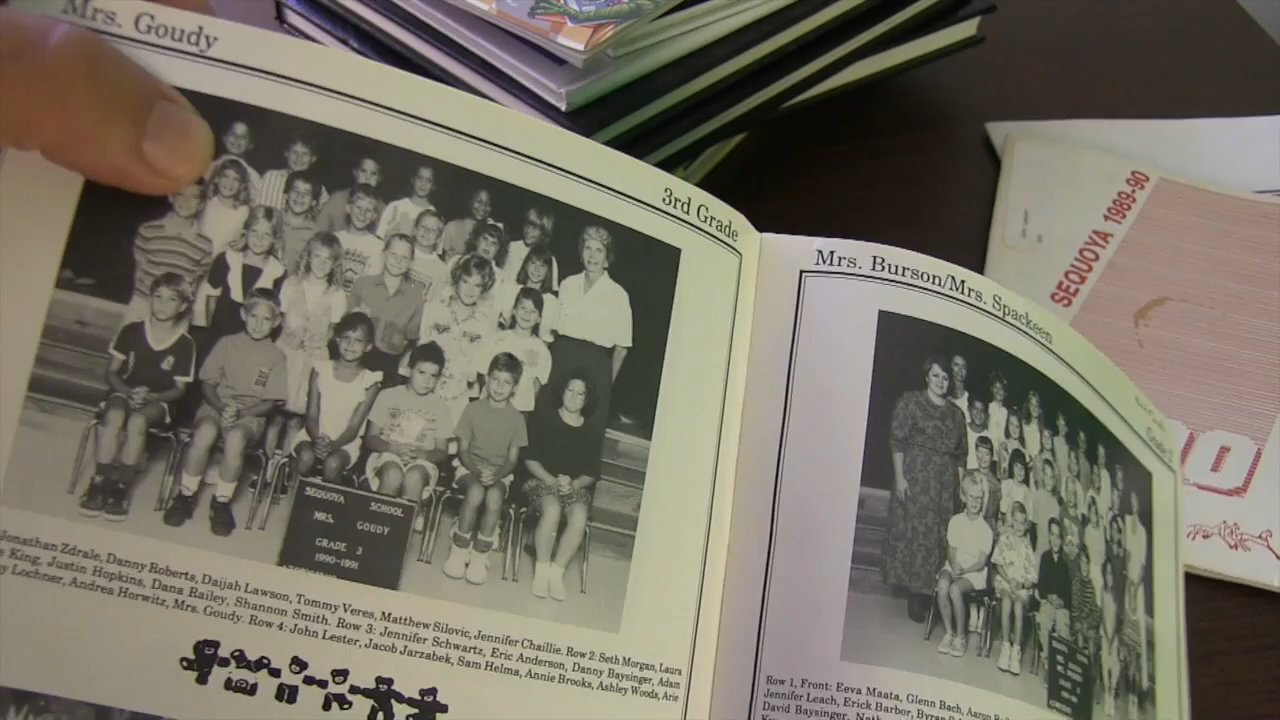 Mrs. Goudy
3rd Grade
SEQUOYA SCHOOL
MRS. GOUDY
GRADE 3
1990-1991
Jonathan Zdrale, Danny Roberts, Daijah Lawson, Tommy Veres, Matthew Silovic, Jennifer Chaillie. Row 2: Seth Morgan, Laura
King, Justin Hopkins, Dana Railey, Shannon Smith. Row 3: Jennifer Schwartz, Eric Anderson, Danny Baysinger, Adam
Lochner, Andrea Horwitz, Mrs. Goudy. Row 4: John Lester, Jacob Jarzabek, Sam Helma, Annie Brooks, Ashley Woods, Arie
Mrs. Burson/Mrs. Spackeen
Row 1, Front: Eeva Maata, Glenn Bach, Aaron
Jennifer Leach, Erick Barbor, Byran
David Baysinger,
SEQUOYA 1989-90